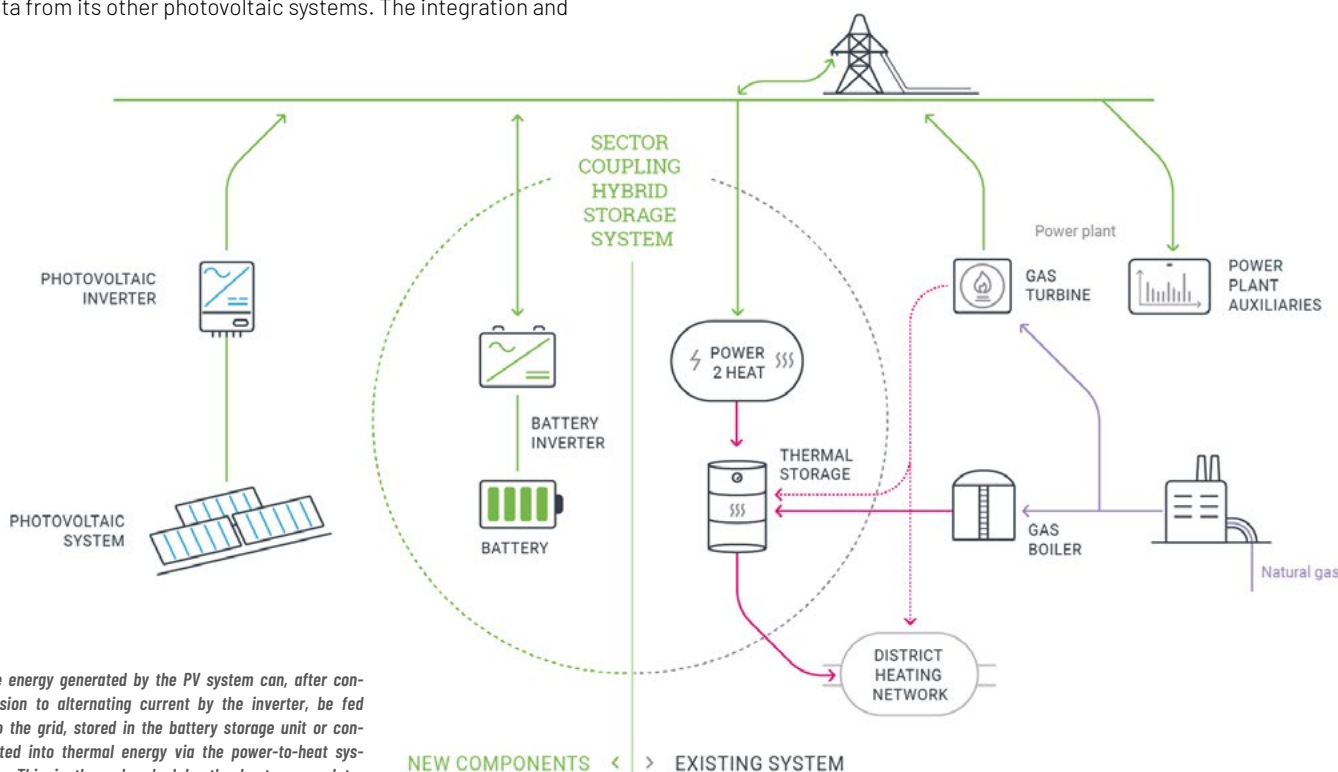 ta from its other photovoltaic systems. The integration and
SECTOR
COUPLING
HYBRID
STORAGE
SYSTEM
Power plant
PHOTOVOLTAIC
INVERTER
GAS
TURBINE
POWER
PLANT
AUXILIARIES
POWER
2 HEAT
BATTERY
INVERTER
THERMAL
STORAGE
PHOTOVOLTAIC
SYSTEM
BATTERY
GAS
BOILER
Natural gas
DISTRICT
HEATING
NETWORK
energy generated by the PV system can, after con-
sion to alternating current by the inverter, be fed
the grid, stored in the battery storage unit or con-
ted into thermal energy via the power-to-heat sys-
NEW COMPONENTS < > EXISTING SYSTEM